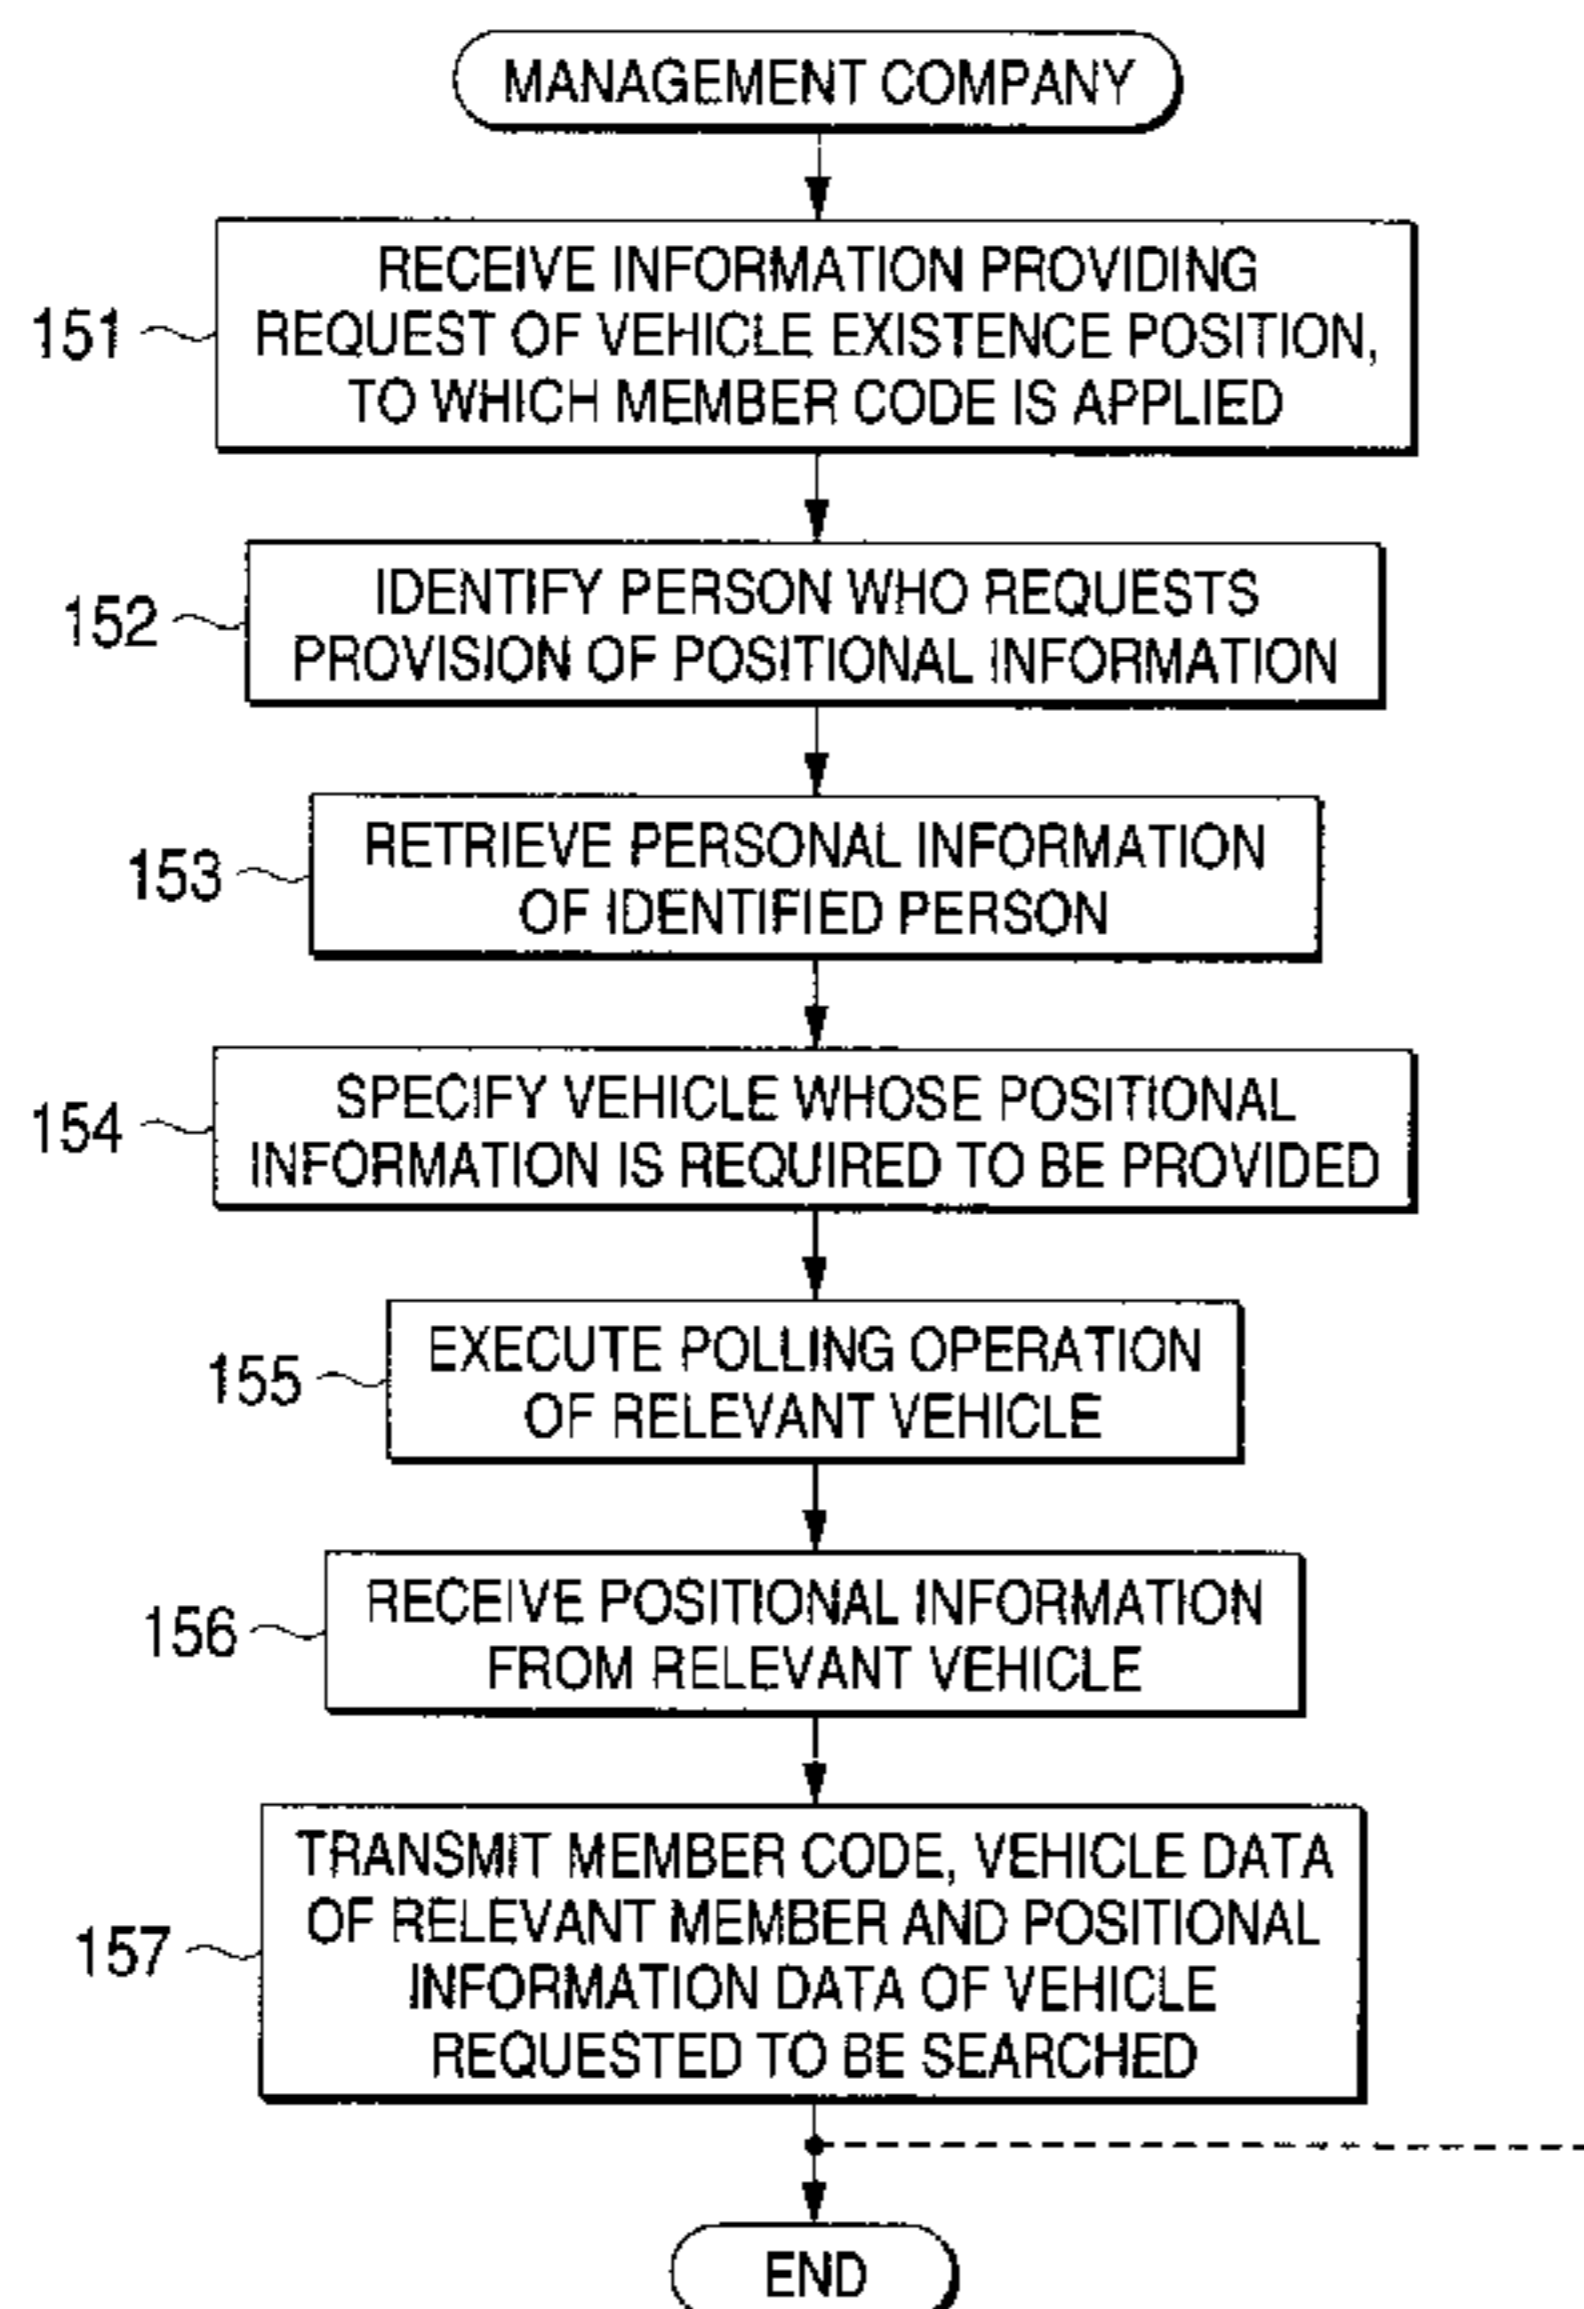 MANAGEMENT COMPANY
151
RECEIVE INFORMATION PROVIDING
REQUEST OF VEHICLE EXISTENCE POSITION,
TO WHICH MEMBER CODE IS APPLIED
152
IDENTIFY PERSON WHO REQUESTS
PROVISION OF POSITIONAL INFORMATION
153
RETRIEVE PERSONAL INFORMATION
OF IDENTIFIED PERSON
154
SPECIFY VEHICLE WHOSE POSITIONAL
INFORMATION IS REQUIRED TO BE PROVIDED
155
EXECUTE POLLING OPERATION
OF RELEVANT VEHICLE
156
RECEIVE POSITIONAL INFORMATION
FROM RELEVANT VEHICLE
157
TRANSMIT MEMBER CODE, VEHICLE DATA
OF RELEVANT MEMBER AND POSITIONAL
INFORMATION DATA OF VEHICLE
REQUESTED TO BE SEARCHED
END